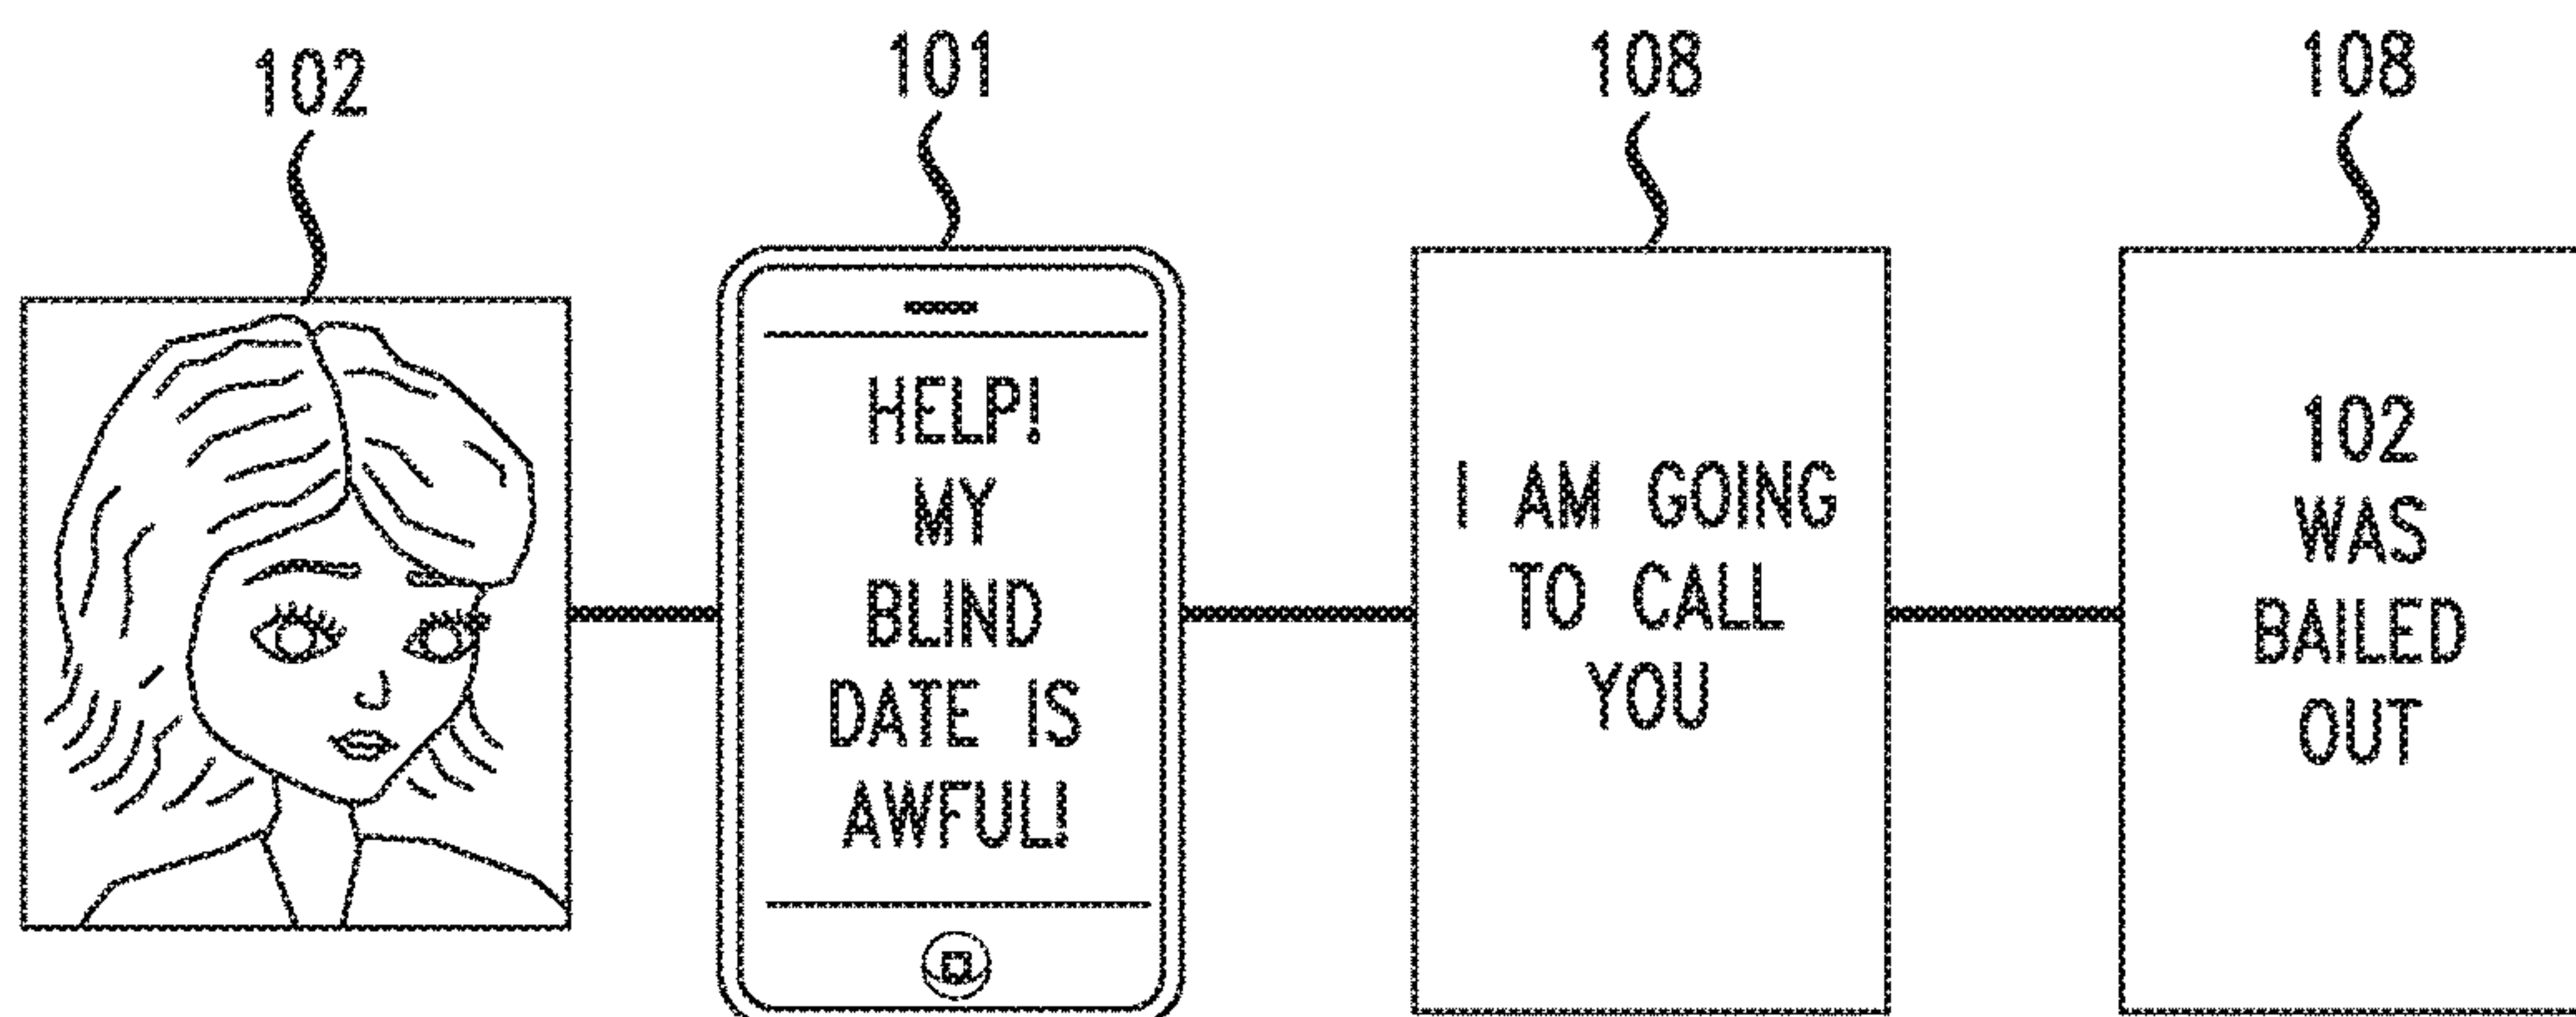 102
101
108
108
HELP!
MY
BLIND
DATE IS
AWFUL!
I AM GOING
TO CALL
YOU
102
WAS
BAILED
OUT